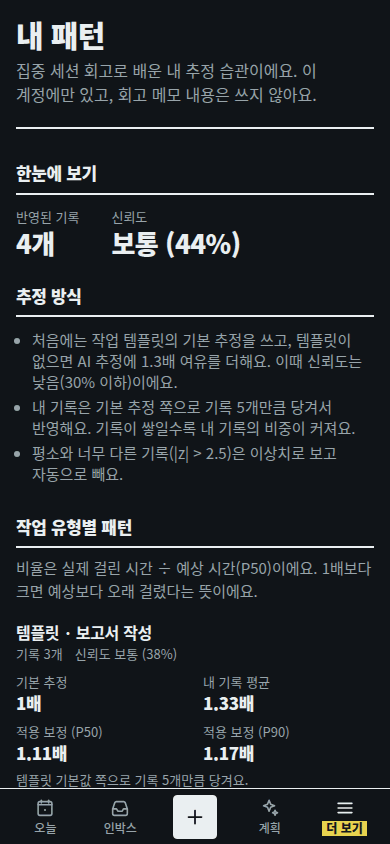 내 패턴
집중 세션 회고로 배운 내 추정 습관이에요. 이
계정에만 있고, 회고 메모 내용은 쓰지 않아요.
한눈에 보기
반영된 기록 신뢰도
4개 보통 (44%)
추정 방식
처음에는 작업 템플릿의 기본 추정을 쓰고, 템플릿이
없으면 AI 추정에 1.3배 여유를 더해요. 이때 신뢰도는
낮음(30% 이하)이에요.
내 기록은 기본 추정 쪽으로 기록 5개만큼 당겨서
반영해요. 기록이 쌓일수록 내 기록의 비중이 커져요.
평소와 너무 다른 기록(|z| > 2.5)은 이상치로 보고
자동으로 빼요.
작업 유형별 패턴
비율은 실제 걸린 시간 ÷ 예상 시간(P50)이에요. 1배보다
크면 예상보다 오래 걸렸다는 뜻이에요.
템플릿 · 보고서 작성
기록 3개 신뢰도 보통 (38%)
기본 추정 내 기록 평균
1배 1.33배
적용 보정 (P50) 적용 보정 (P90)
1.11배 1.17배
템플릿 기본값 쪽으로 기록 5개만큼 당겨요.
오늘 인박스 계획 더 보기